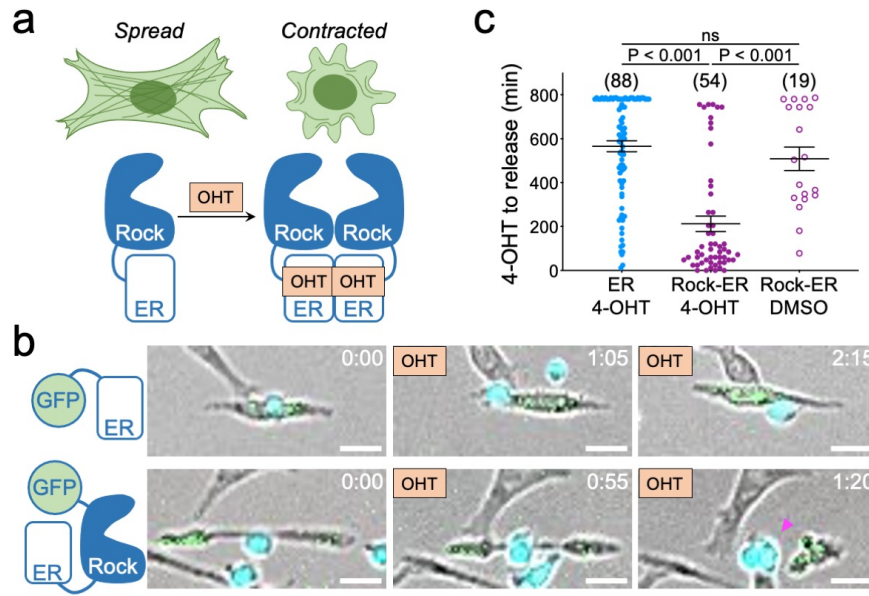 a
Spread
Contracted
OHT
Rock
Rock
Rock
OHT
OHT
ER
ER
ER
c
ns
P < 0.001
P < 0.001
(88)
(54)
(19)
4-OHT to release (min)
800
600
400
200
0
ER
4-OHT
Rock-ER
4-OHT
Rock-ER
DMSO
b
GFP
ER
0:00
OHT
1:05
OHT
2:15
GFP
ER
Rock
0:00
OHT
0:55
OHT
1:20